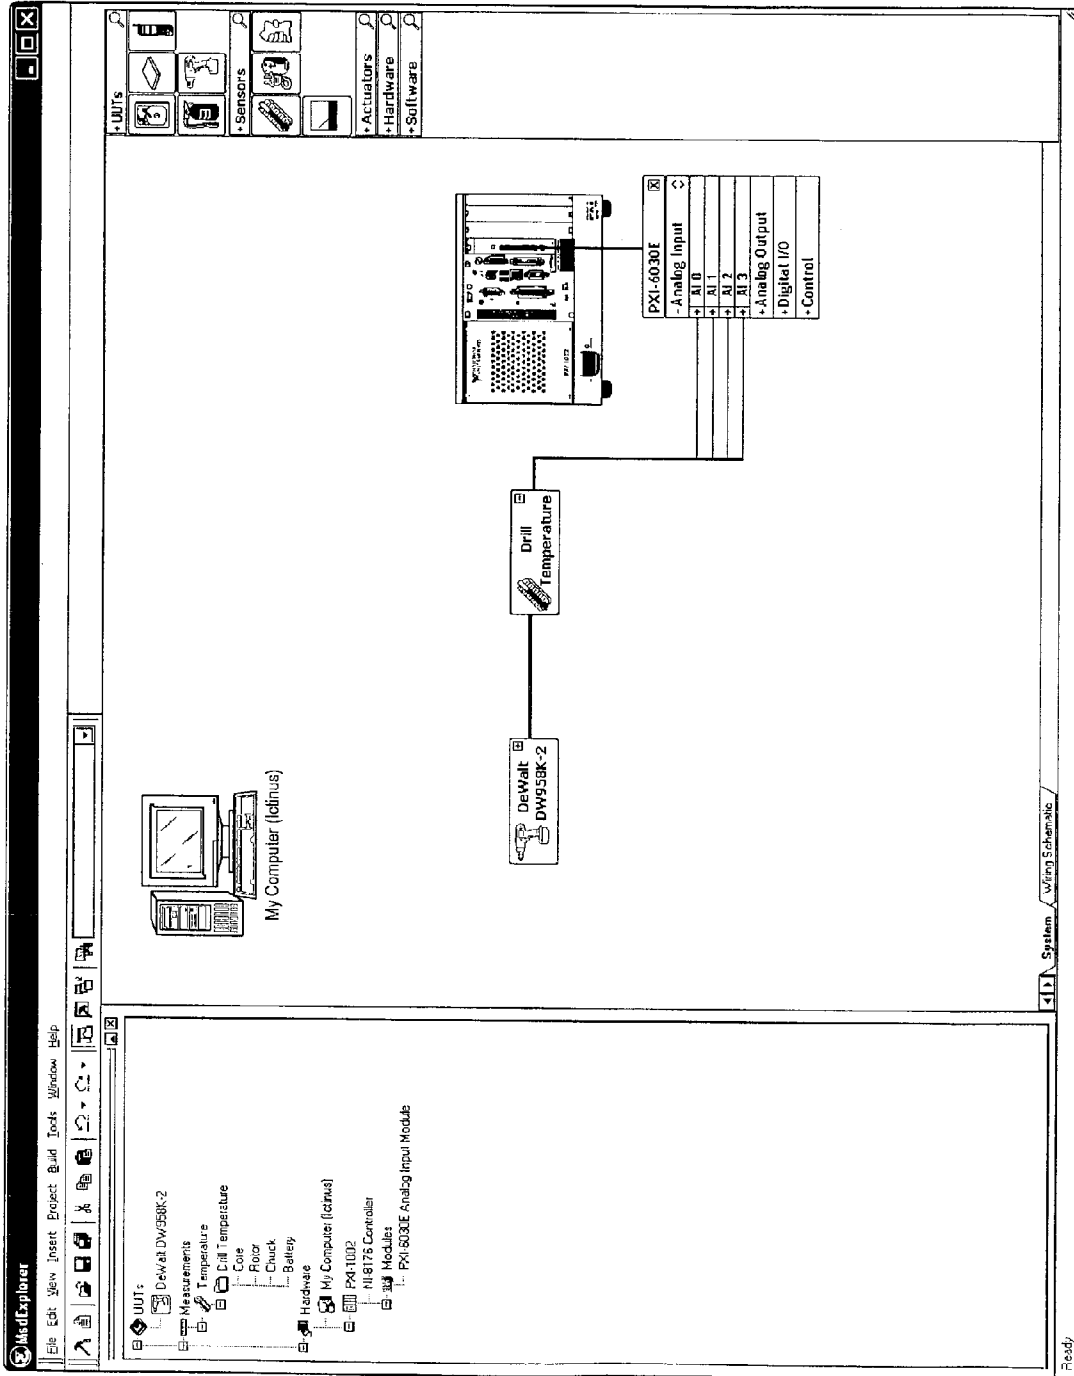 MsdExplorer
File Edit View Insert Project Build Tools Window Help
UUTs
DeWalt DW958K-2
Measurements
Temperature
Drill Temperature
Core
Rotor
Chuck
Battery
Hardware
My Computer (Ictinus)
PXI-1002
NI-8176 Controller
Modules
PXI-6030E Analog Input Module
My Computer (Ictinus)
DeWalt
DW958K-2
Drill
Temperature
PXI
PXI-6030E
- Analog Input
+ AI 0
+ AI 1
+ AI 2
+ AI 3
+ Analog Output
+ Digital I/O
+ Control
+ UUTs
+ Sensors
+ Actuators
+ Hardware
+ Software
System
Wiring Schematic
Ready